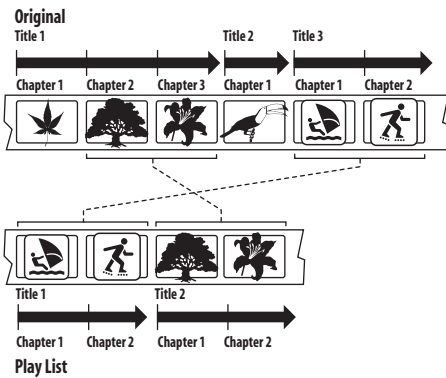 Original
Title 1 Title 2 Title 3
Chapter 1 Chapter 2 Chapter 3 Chapter 1 Chapter 1 Chapter 2
Title 1 Title 2
Chapter 1 Chapter 2 Chapter 1 Chapter 2
Play List